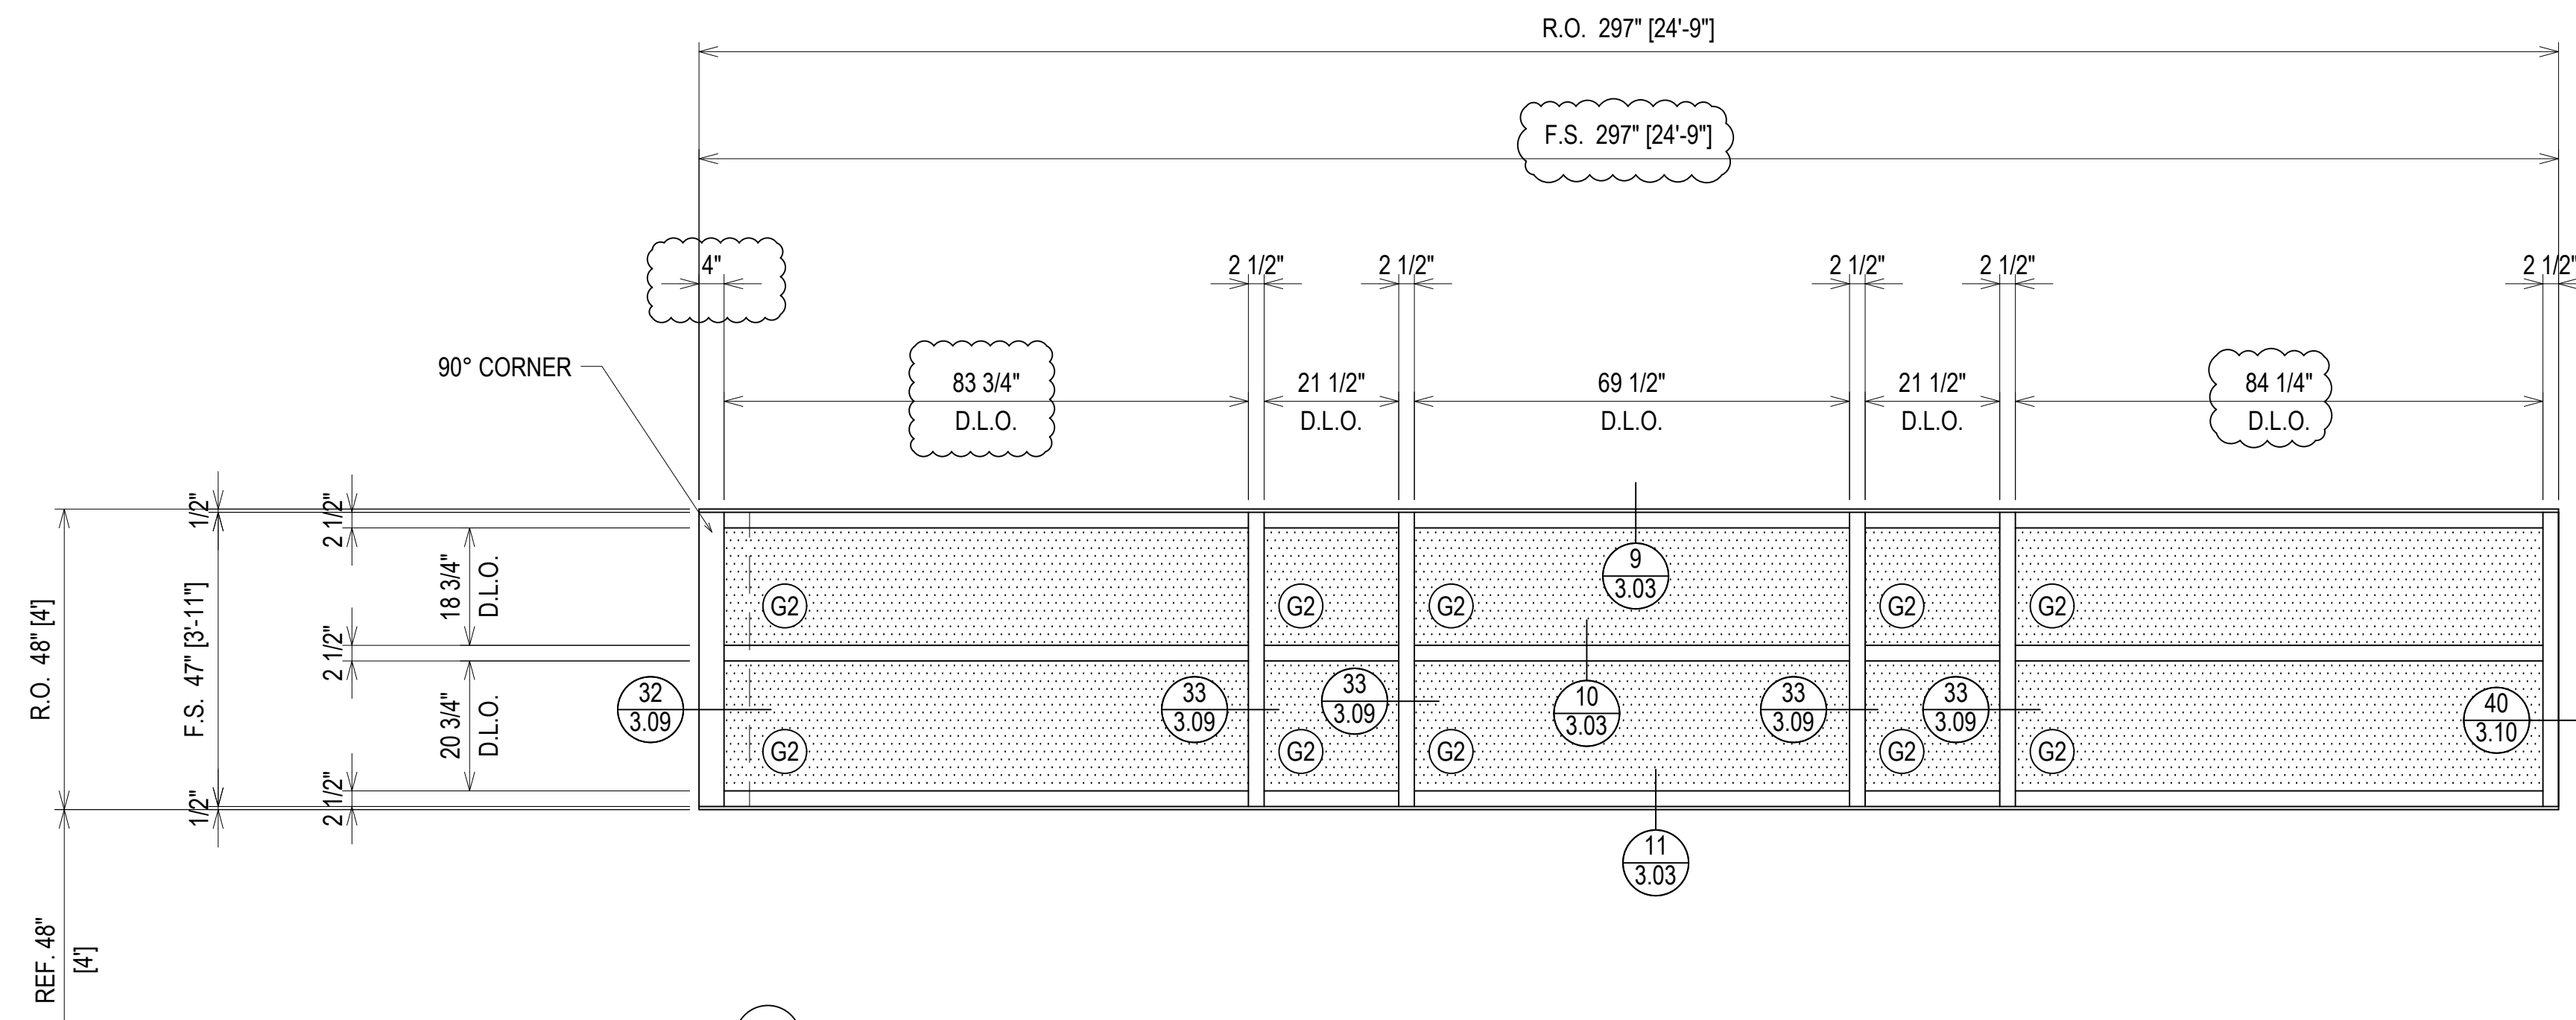 R.O. 297" [24'-9"]
F.S. 297" [24'-9"]
4"
2 1/2"
2 1/2"
2 1/2"
2 1/2"
2 1/2"
90° CORNER
83 3/4"
D.L.O.
21 1/2"
D.L.O.
69 1/2"
D.L.O.
21 1/2"
D.L.O.
84 1/4"
D.L.O.
R.O. 48" [4']
1/2"
F.S. 47" [3'-11"]
1/2"
2 1/2"
2 1/2"
2 1/2"
18 3/4"
D.L.O.
20 3/4"
D.L.O.
REF. 48"
[4']
9
3.03
G2
G2
G2
G2
G2
32
3.09
33
3.09
33
3.09
10
3.03
33
3.09
33
3.09
40
3.10
G2
G2
G2
G2
G2
11
3.03